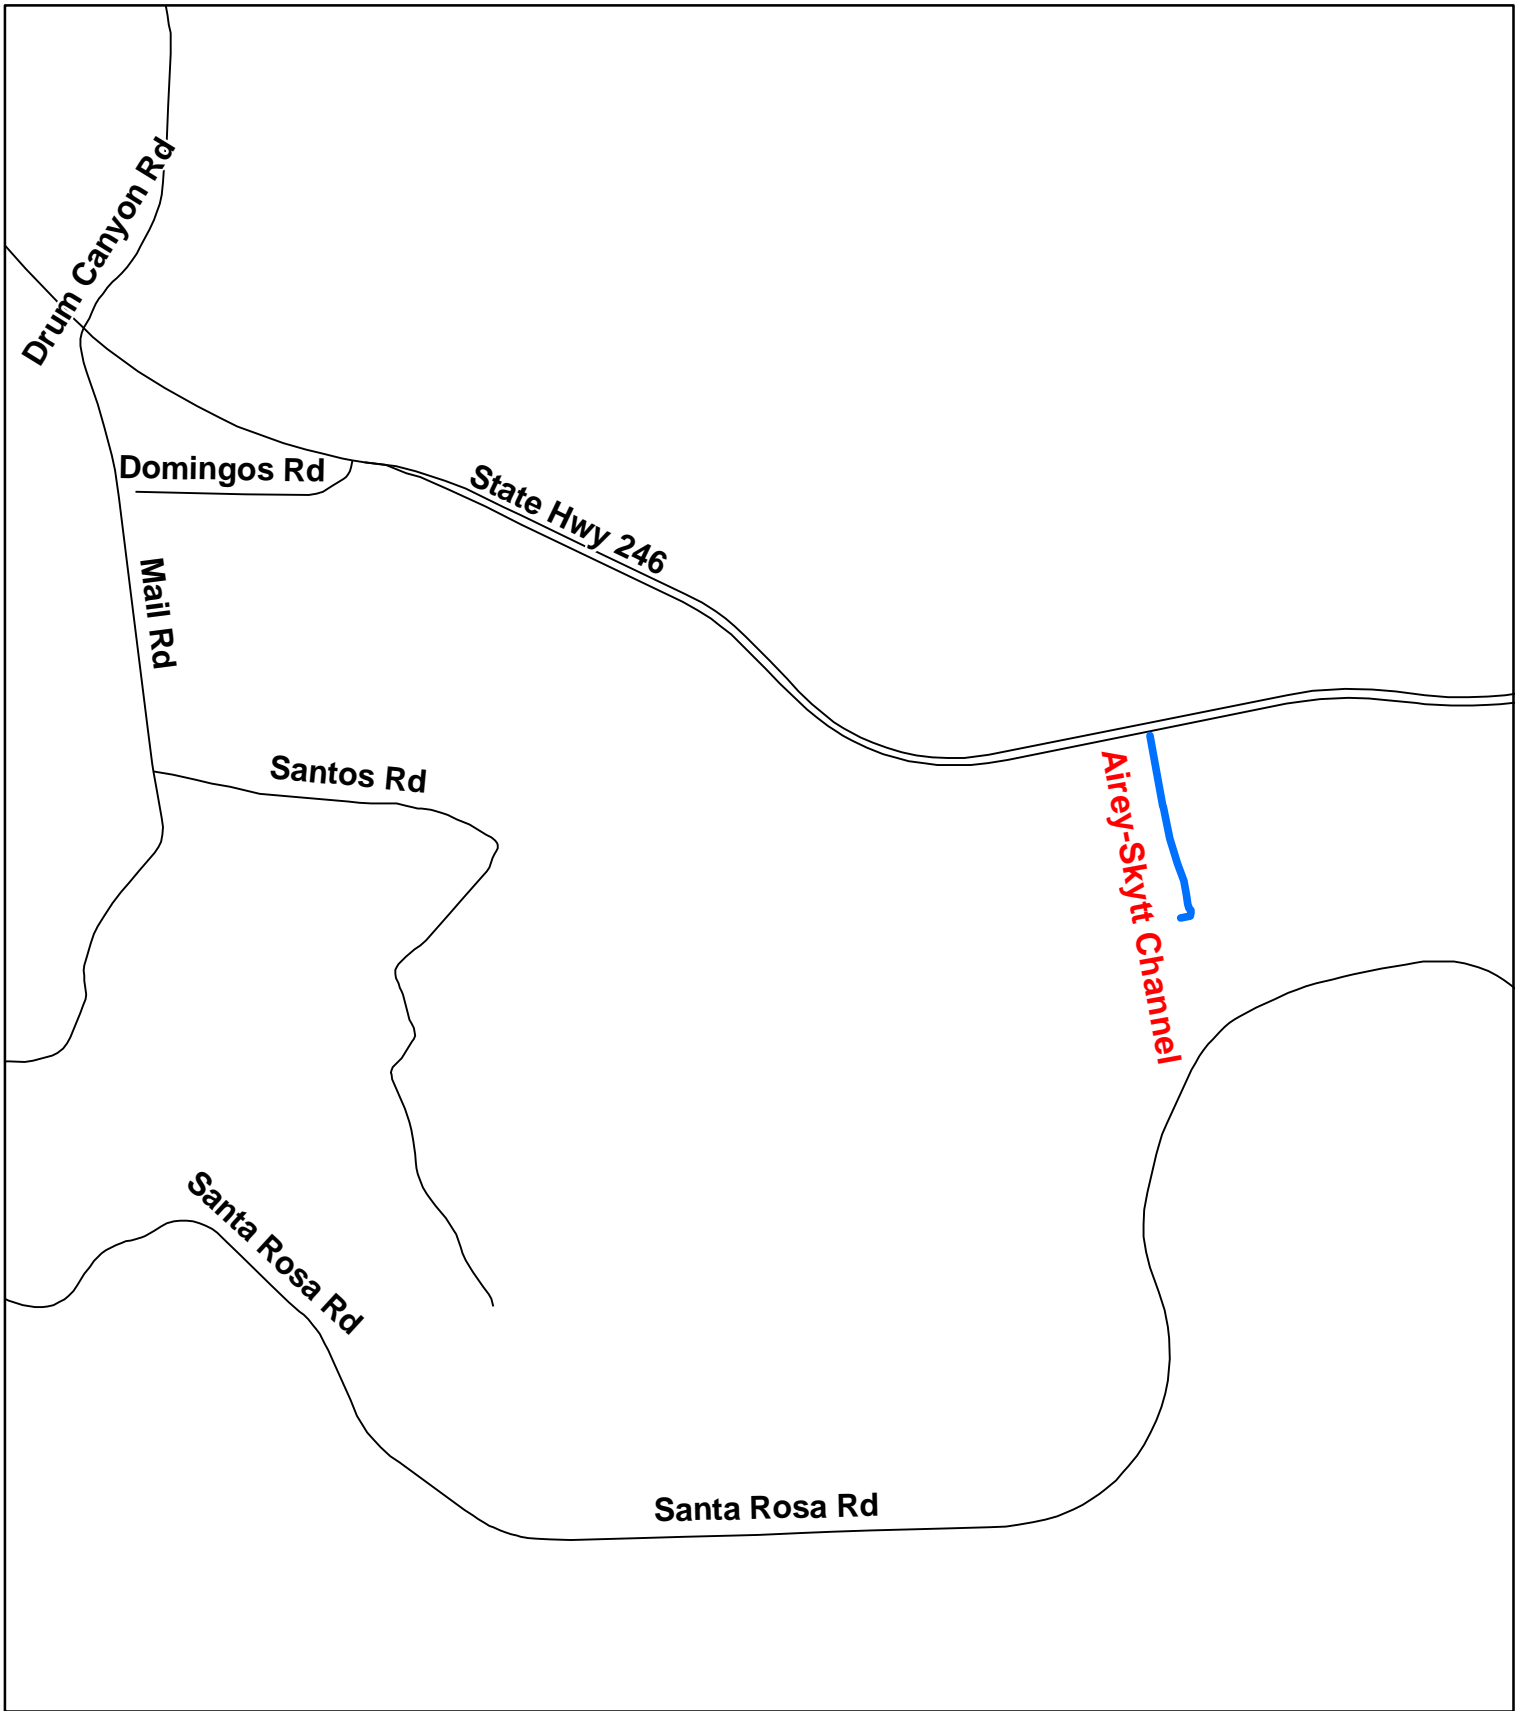 Drum Canyon Rd
Domingos Rd
State Hwy 246
Mail Rd
Santos Rd
Airey-Skytt Channel
Santa Rosa Rd
Santa Rosa Rd